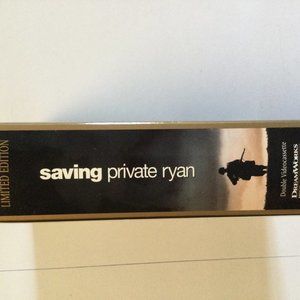 LIMITED EDITION
saving private ryan
Double Videocassette
DREAMWORKS